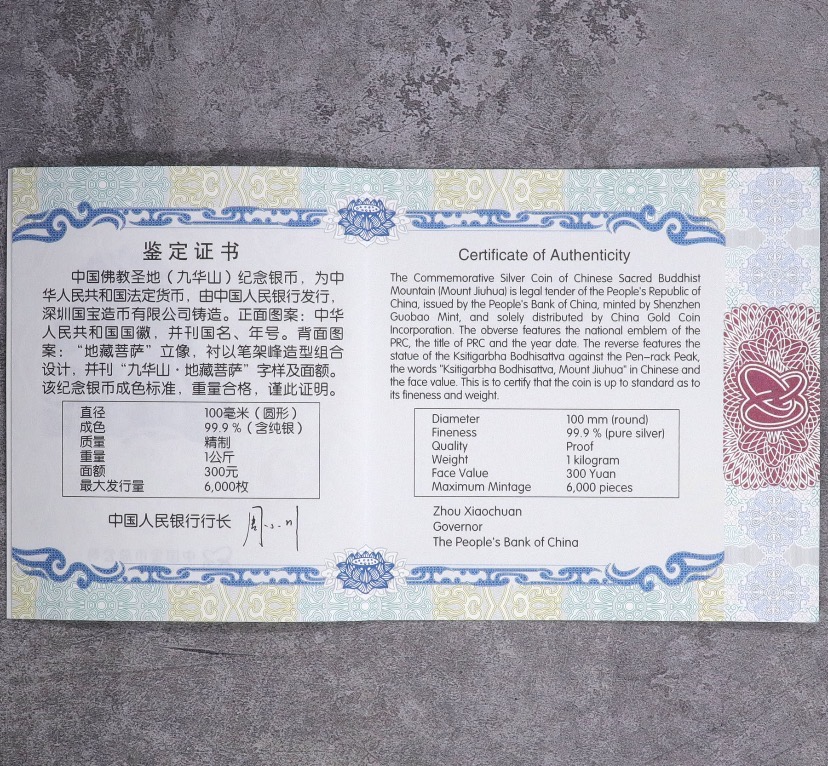 鉴定证书
中国佛教圣地（九华山）纪念银币，为中
华人民共和国法定货币，由中国人民银行发行，
深圳国宝造币有限公司铸造。正面图案：中华
人民共和国国徽，并刊国名、年号。背面图
案：“地藏菩萨”立像，衬以笔架峰造型组合
设计，并刊“九华山·地藏菩萨”字样及面额。
该纪念银币成色标准，重量合格，谨此证明。
直径 100毫米（圆形）
成色 99.9 %（含纯银）
质量 精制
重量 1公斤
面额 300元
最大发行量 6,000枚
中国人民银行行长
Certificate of Authenticity
The Commemorative Silver Coin of Chinese Sacred Buddhist
Mountain (Mount Jiuhua) is legal tender of the People's Republic of
China, issued by the People's Bank of China, minted by Shenzhen
Guobao Mint, and solely distributed by China Gold Coin
Incorporation. The obverse features the national emblem of the
PRC, the title of PRC and the year date. The reverse features the
statue of the Ksitigarbha Bodhisattva against the Pen-rack Peak,
the words "Ksitigarbha Bodhisattva, Mount Jiuhua" in Chinese and
the face value. This is to certify that the coin is up to standard as to
its fineness and weight.
Diameter 100 mm (round)
Fineness 99.9 % (pure silver)
Quality Proof
Weight 1 kilogram
Face Value 300 Yuan
Maximum Mintage 6,000 pieces
Zhou Xiaochuan
Governor
The People's Bank of China